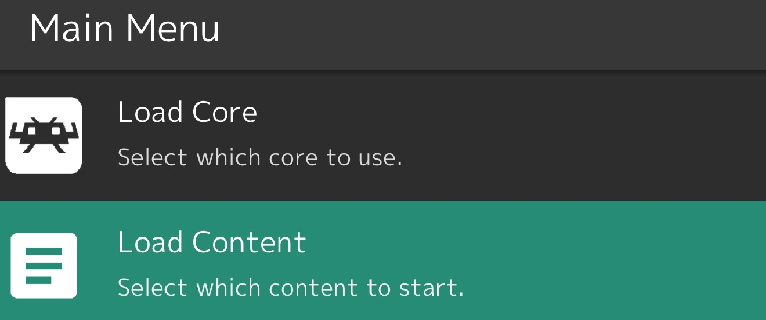 Main Menu
Load Core
Select which core to use.
Load Content
Select which content to start.